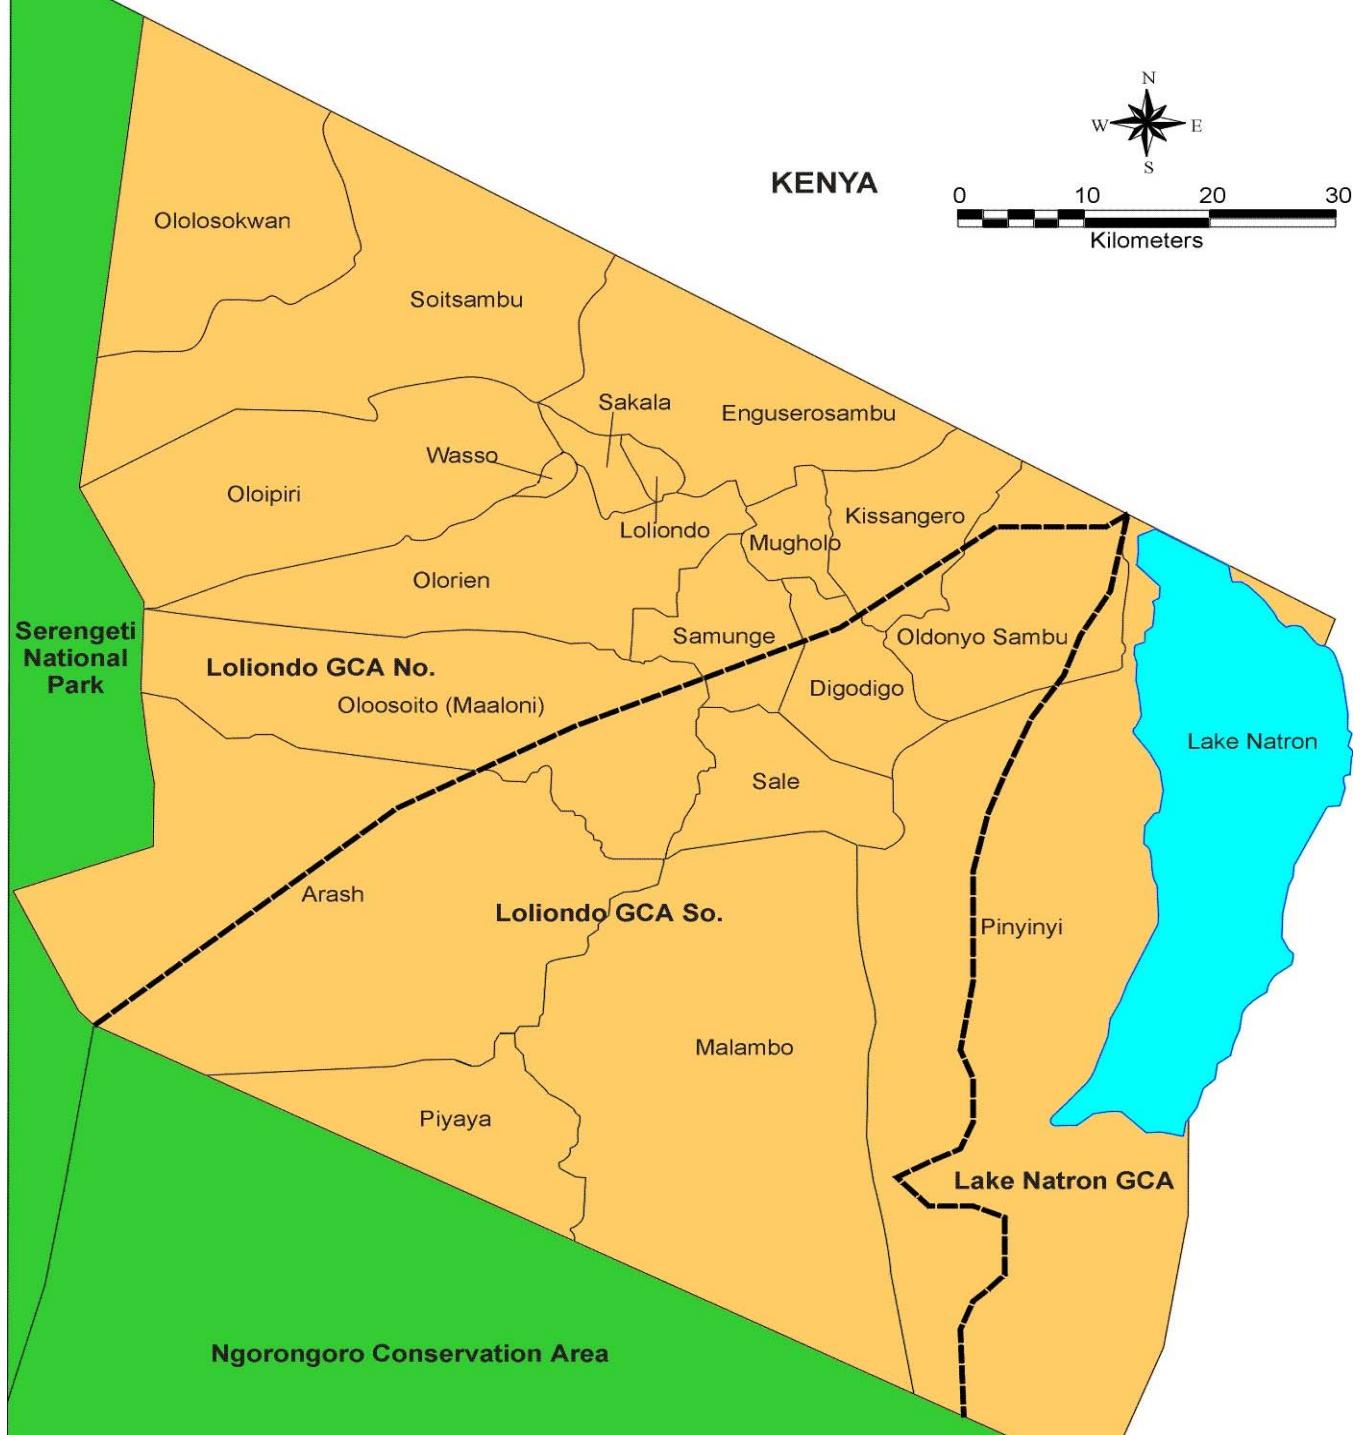 N
W E
S
KENYA
0 10 20 30
Kilometers
Ololosokwan
Soitsambu
Sakala
Enguserosambu
Wasso
Oloipiri
Loliondo
Kissangero
Mugholo
Olorien
Serengeti
National
Park
Samunge
Oldonyo Sambu
Loliondo GCA No.
Digodigo
Oloosoito (Maaloni)
Lake Natron
Sale
Arash
Loliondo GCA So.
Pinyinyi
Malambo
Piyaya
Lake Natron GCA
Ngorongoro Conservation Area